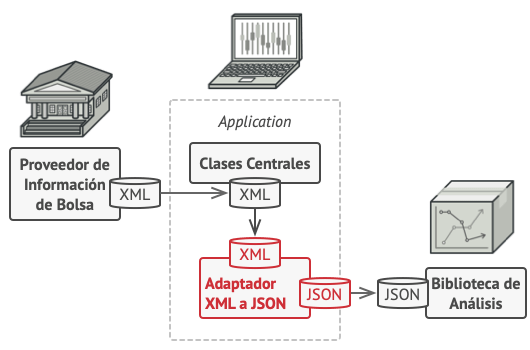 Application
Proveedor de
Información
de Bolsa
XML
Clases Centrales
XML
XML
Adaptador
XML a JSON
JSON
JSON
Biblioteca de
Análisis